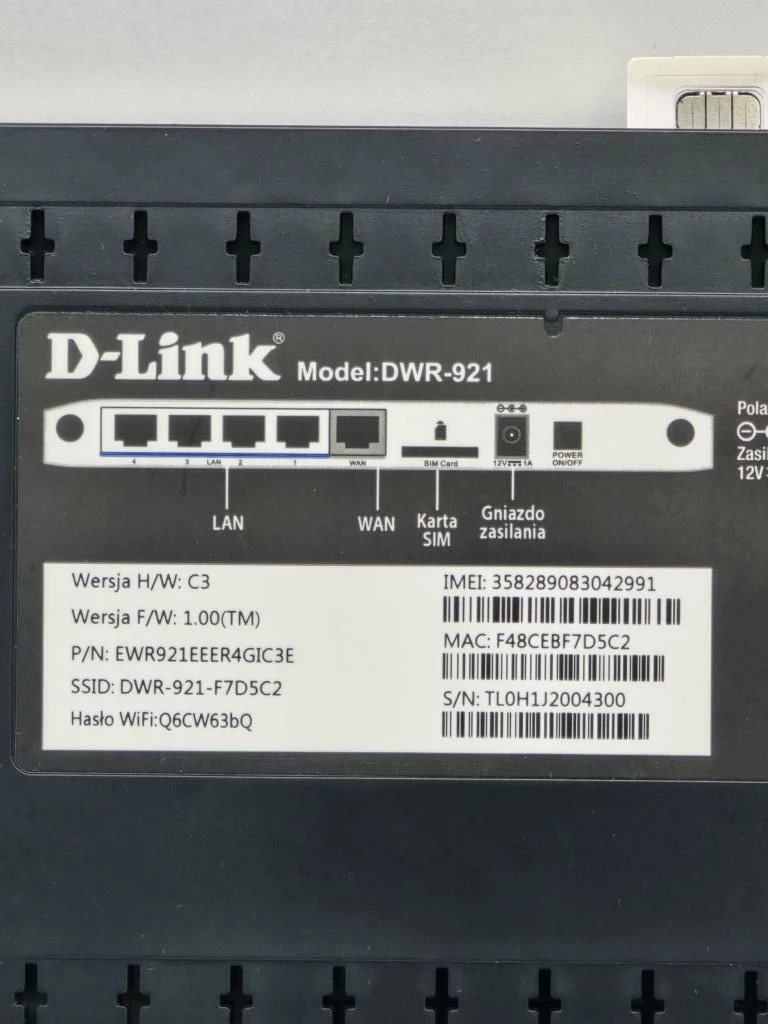 D-Link® Model:DWR-921
4 3 LAN 2 1 WAN SIM Card 12V 1A POWER ON/OFF
LAN WAN Karta SIM Gniazdo zasilania
12V
Wersja H/W: C3
Wersja F/W: 1.00(TM)
P/N: EWR921EEER4GIC3E
SSID: DWR-921-F7D5C2
Hasło WiFi:Q6CW63bQ
IMEI: 358289083042991
MAC: F48CEBF7D5C2
S/N: TL0H1J2004300